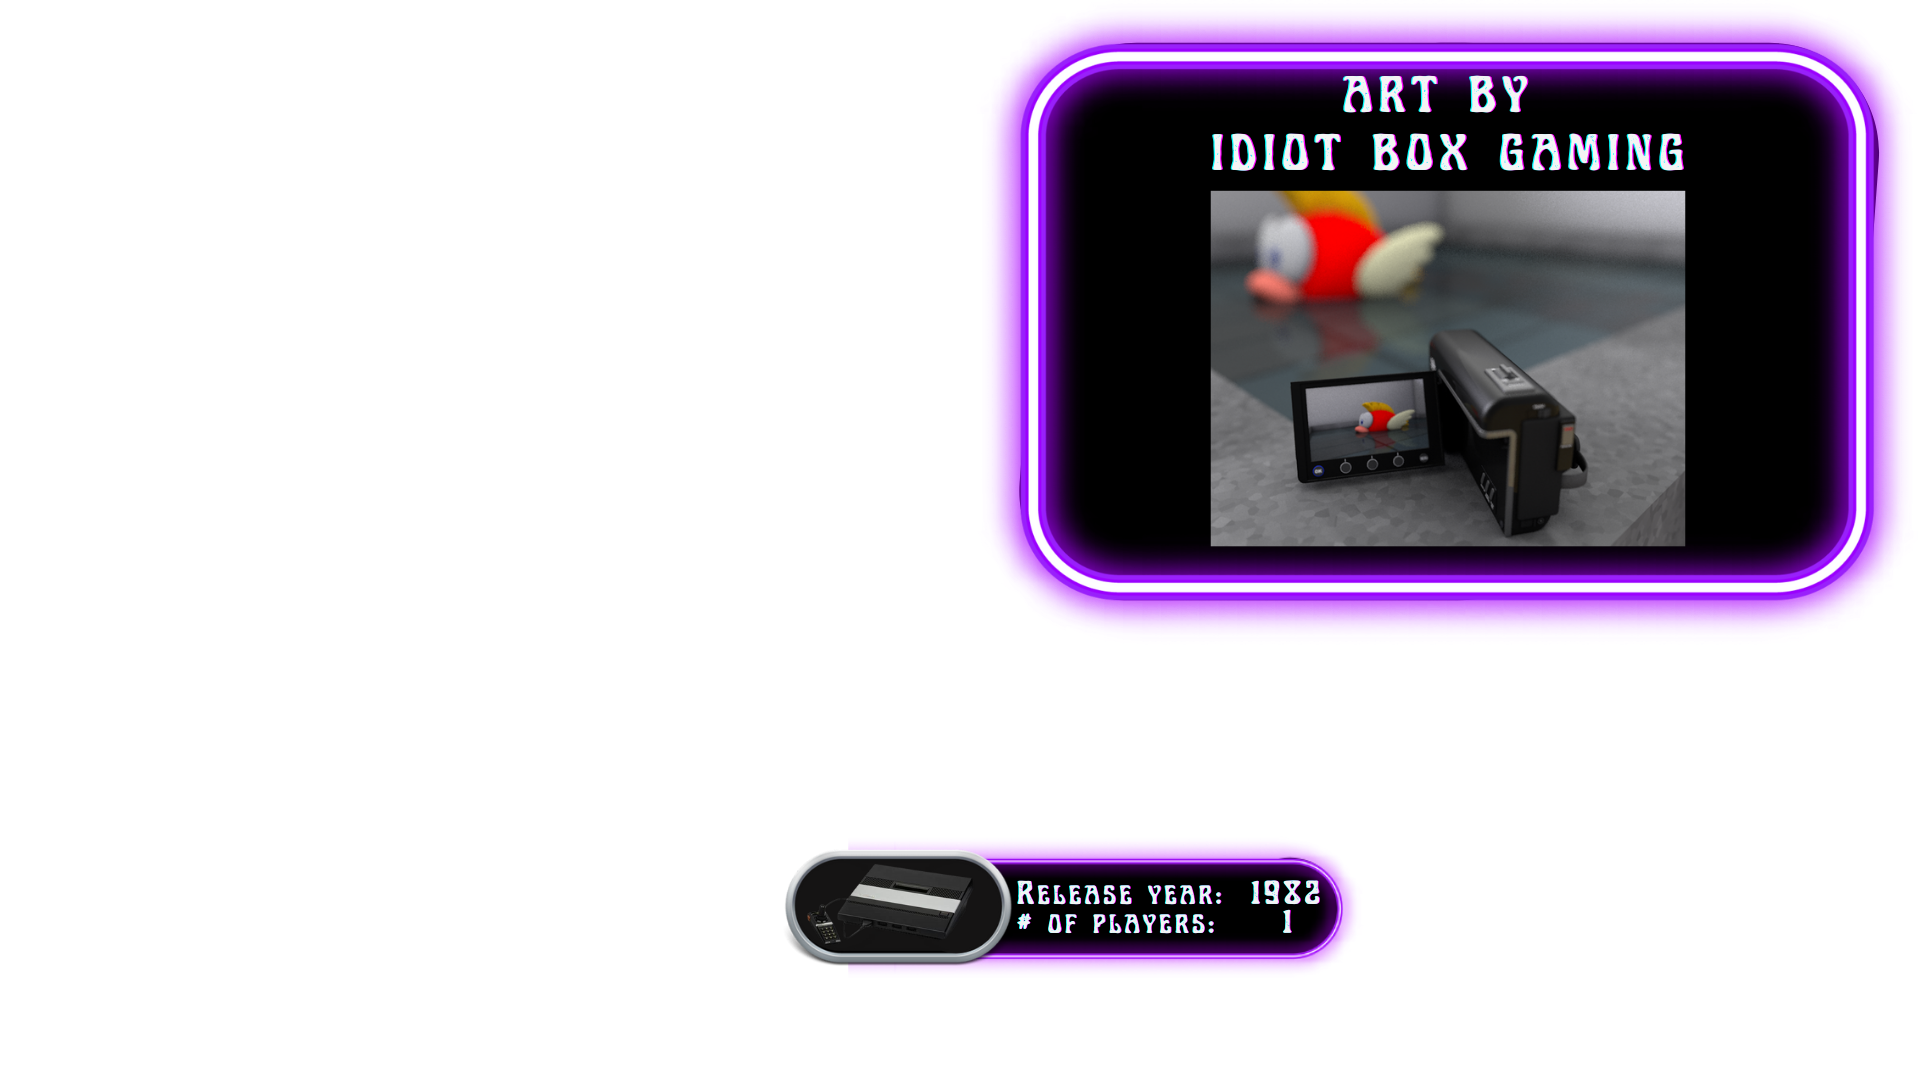 ART BY
IDIOT BOX GAMING
RELEASE YEAR: 1982
# OF PLAYERS: 1